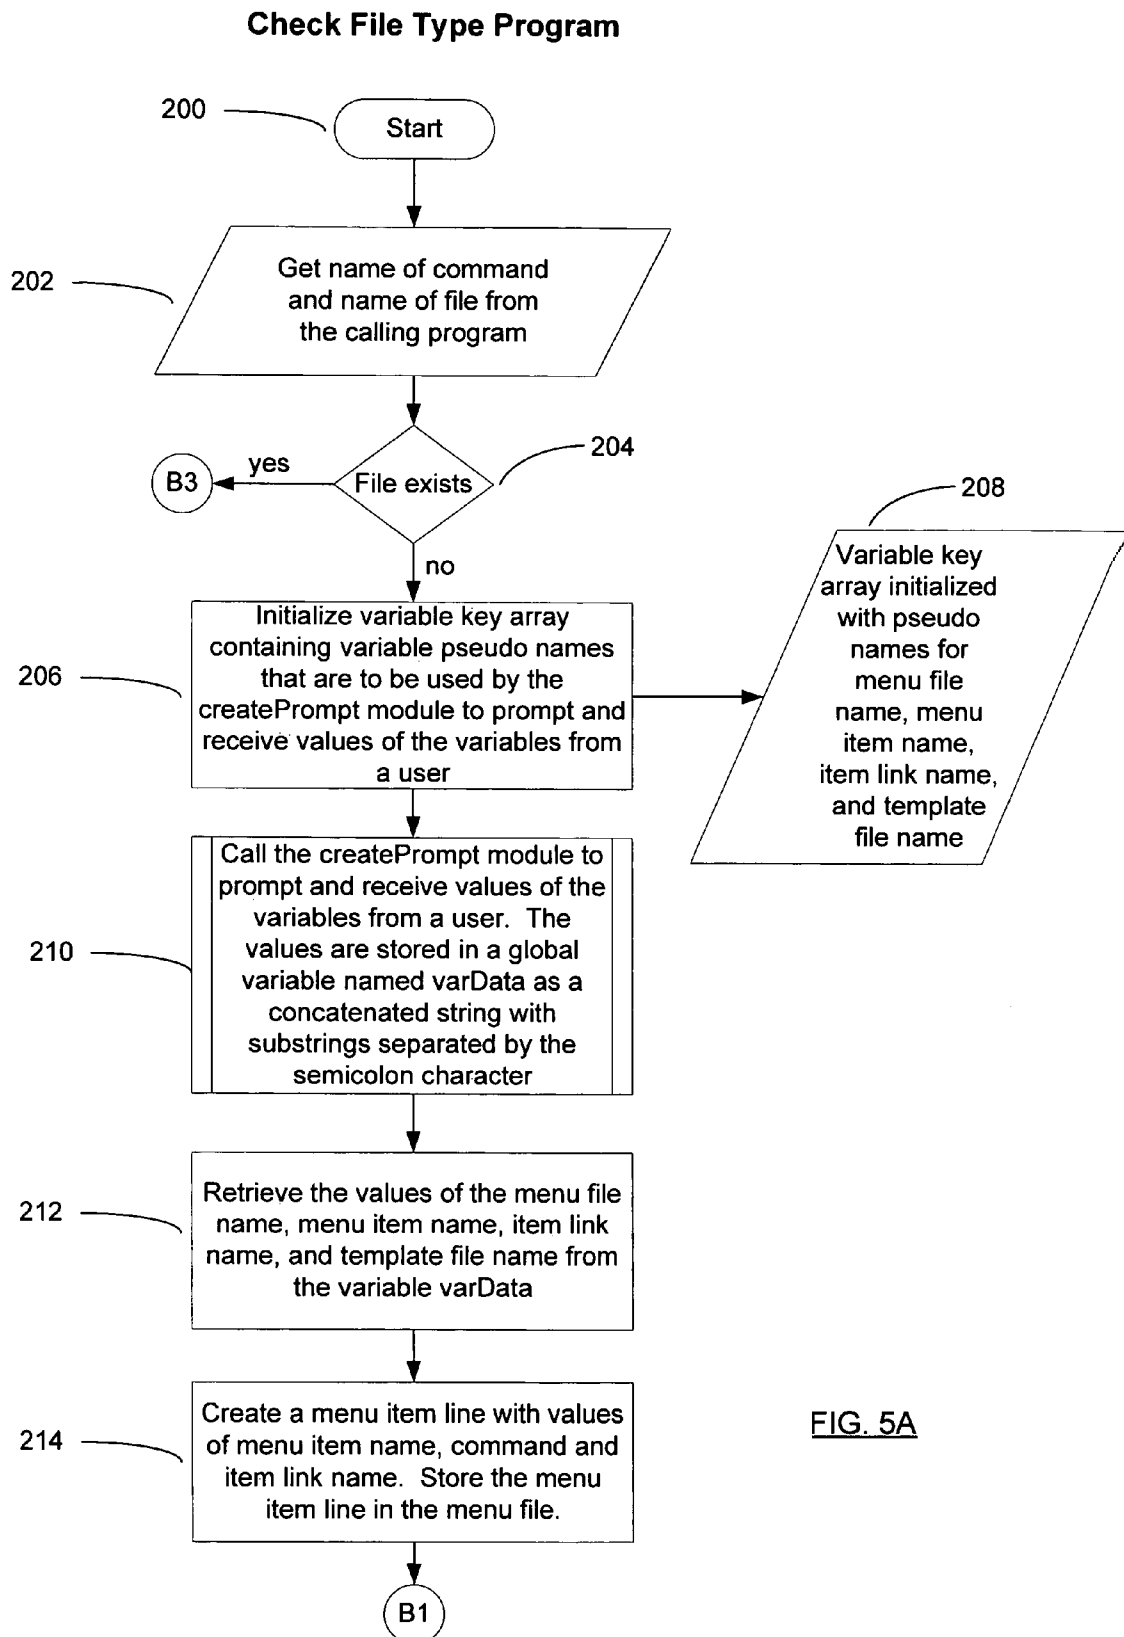 Check File Type Program
200
Start
202
Get name of command
and name of file from
the calling program
204
B3
yes
File exists
no
208
Variable key
array initialized
with pseudo
names for
menu file
name, menu
item name,
item link name,
and template
file name
206
Initialize variable key array
containing variable pseudo names
that are to be used by the
createPrompt module to prompt and
receive values of the variables from
a user
210
Call the createPrompt module to
prompt and receive values of the
variables from a user. The
values are stored in a global
variable named varData as a
concatenated string with
substrings separated by the
semicolon character
212
Retrieve the values of the menu file
name, menu item name, item link
name, and template file name from
the variable varData
214
Create a menu item line with values
of menu item name, command and
item link name. Store the menu
item line in the menu file.
FIG. 5A
B1